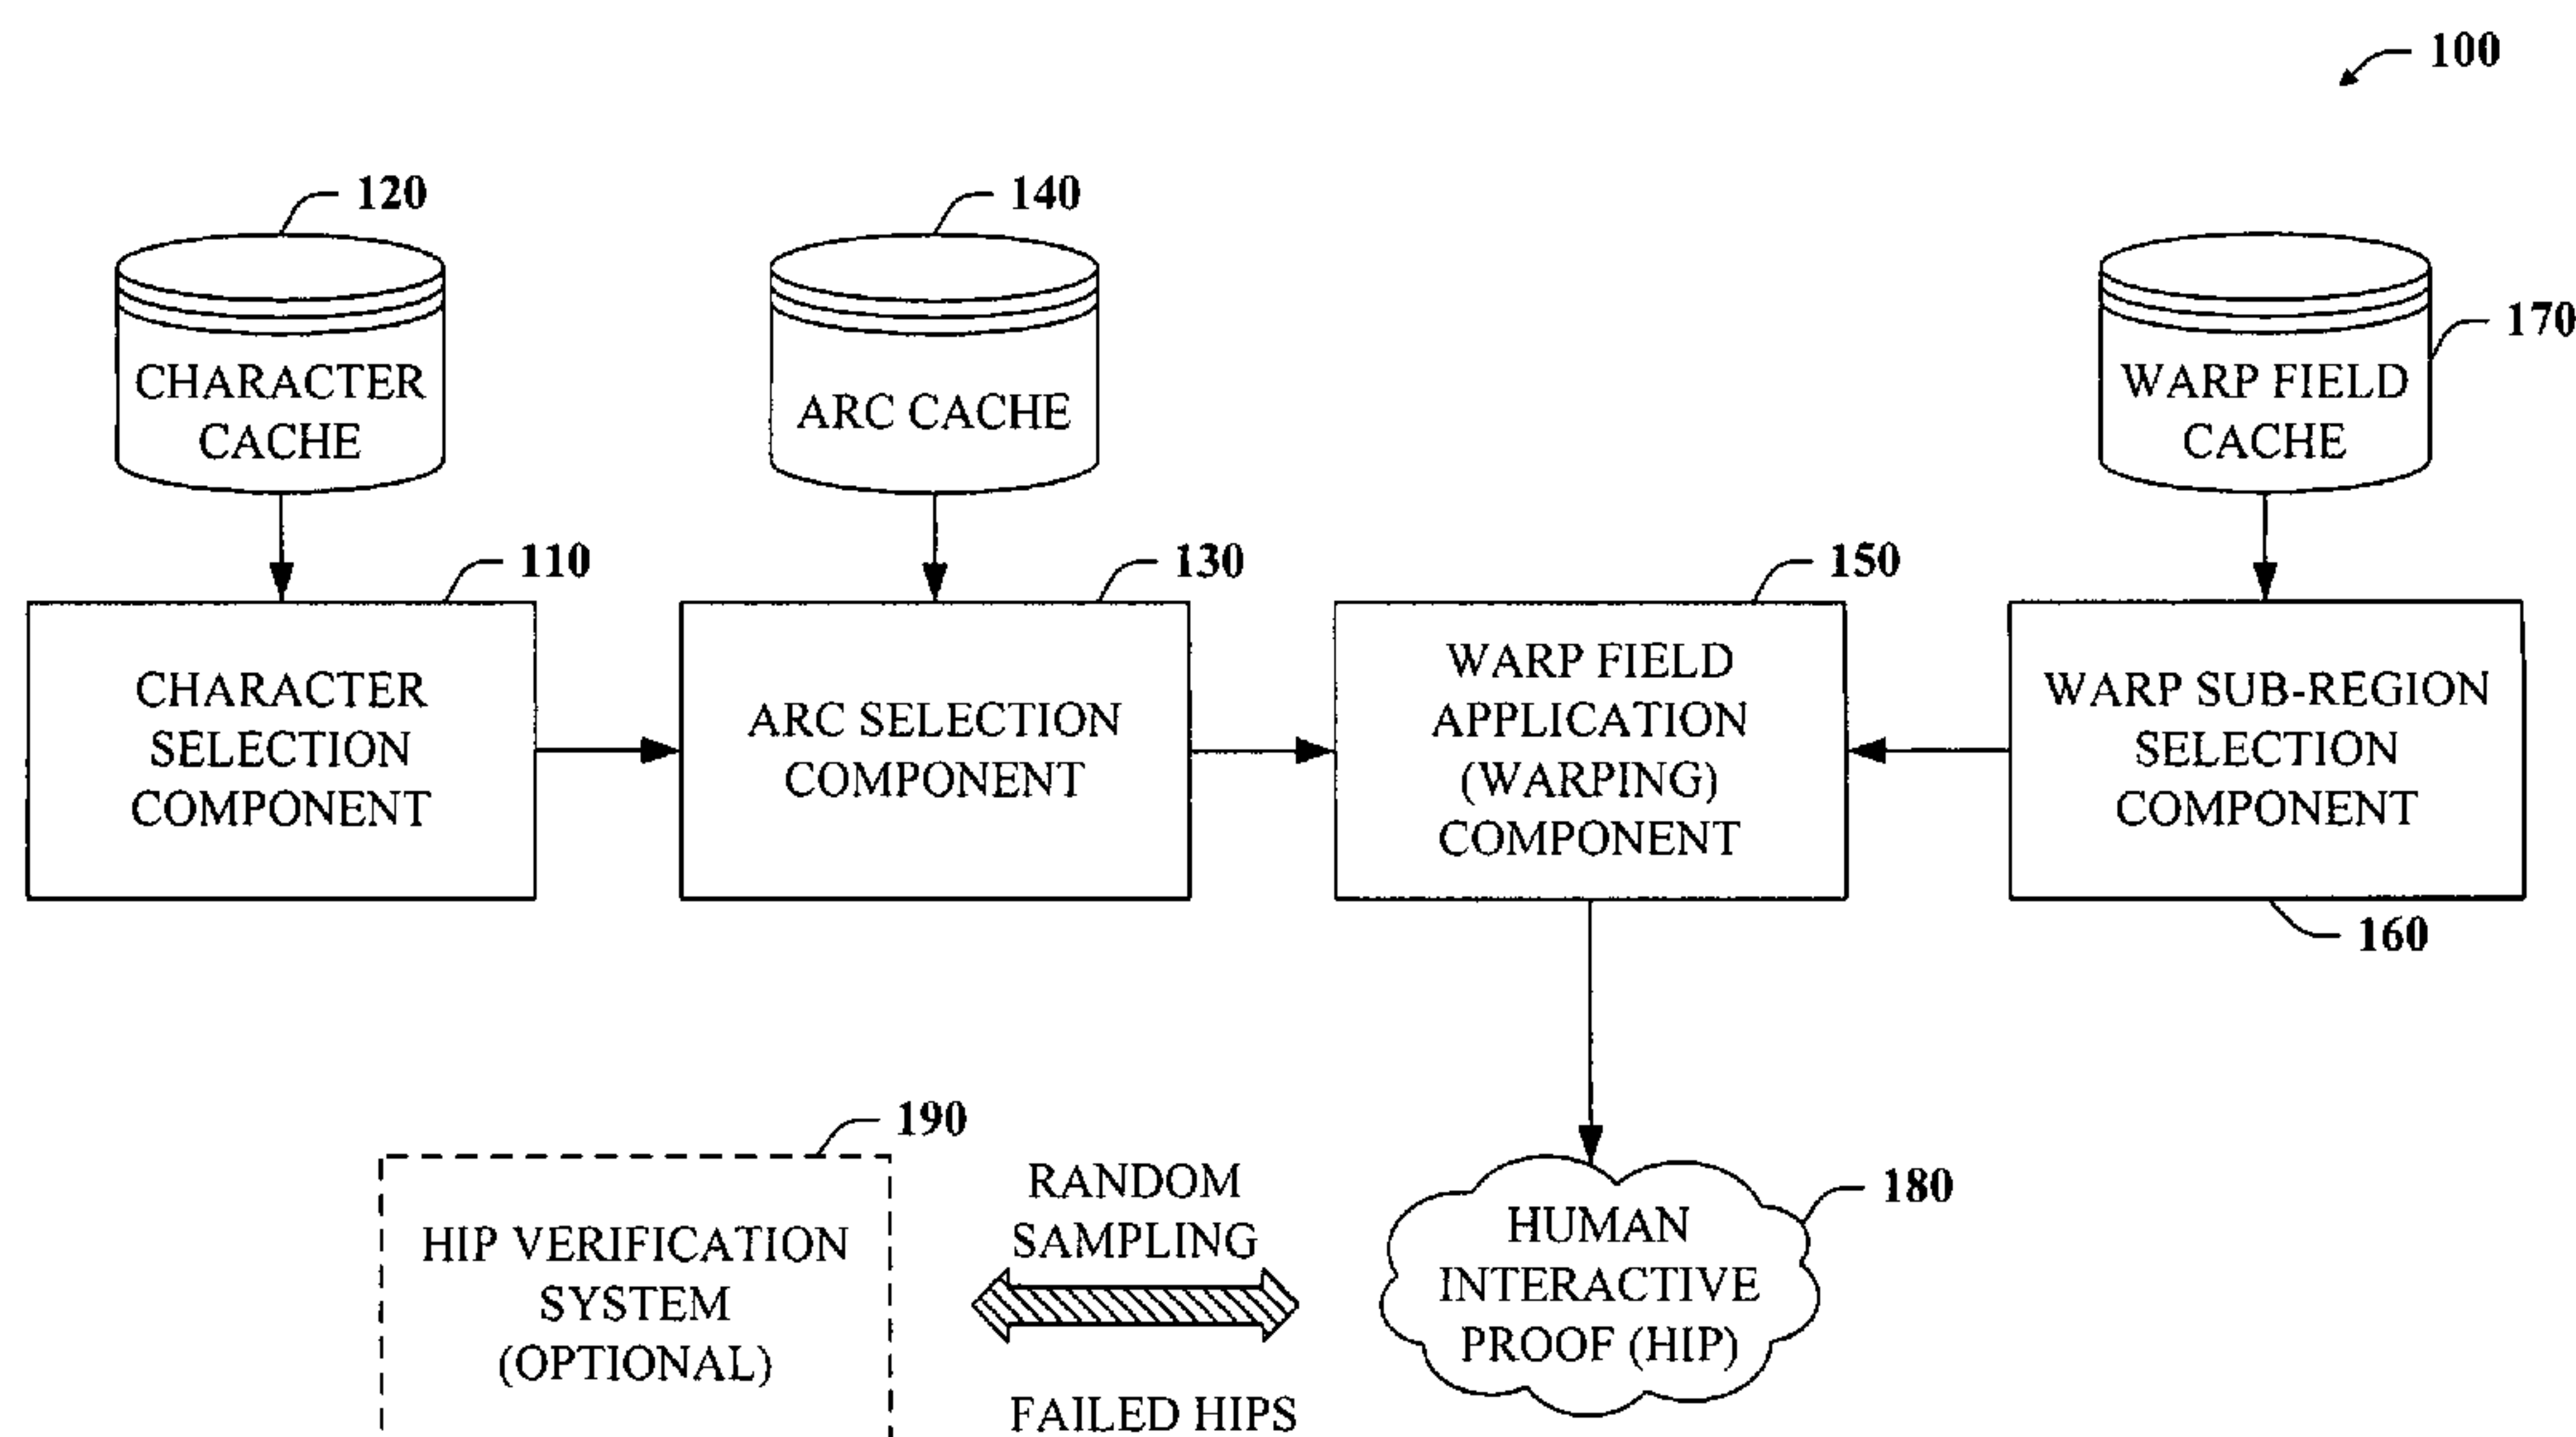 100
120
140
170
CHARACTER
CACHE
ARC CACHE
WARP FIELD
CACHE
110
130
150
CHARACTER
SELECTION
COMPONENT
ARC SELECTION
COMPONENT
WARP FIELD
APPLICATION
(WARPING)
COMPONENT
WARP SUB-REGION
SELECTION
COMPONENT
160
190
HIP VERIFICATION
SYSTEM
(OPTIONAL)
RANDOM
SAMPLING
FAILED HIPS
180
HUMAN
INTERACTIVE
PROOF (HIP)